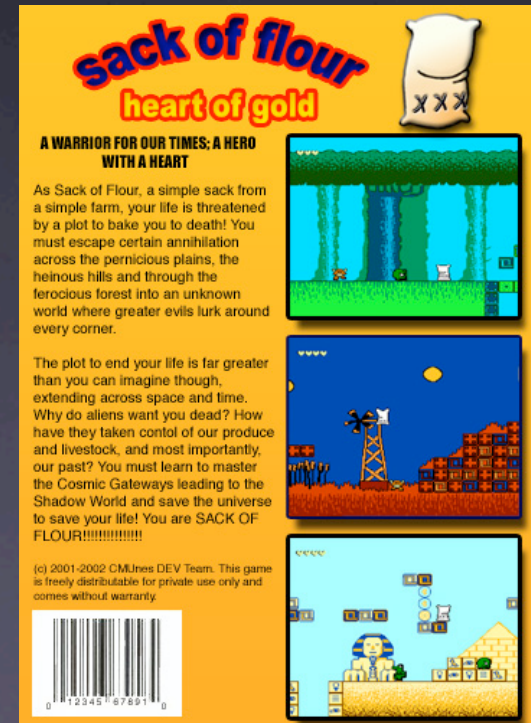 sack of flour
heart of gold
A WARRIOR FOR OUR TIMES; A HERO
WITH A HEART
As Sack of Flour, a simple sack from
a simple farm, your life is threatened
by a plot to bake you to death! You
must escape certain annihilation
across the pernicious plains, the
heinous hills and through the
ferocious forest into an unknown
world where greater evils lurk around
every corner.
The plot to end your life is far greater
than you can imagine though,
extending across space and time.
Why do aliens want you dead? How
have they taken contol of our produce
and livestock, and most importantly,
our past? You must learn to master
the Cosmic Gateways leading to the
Shadow World and save the universe
to save your life! You are SACK OF
FLOUR!!!!!!!!!!!!!!!
(c) 2001-2002 CMUnes DEV Team. This game
is freely distributable for private use only and
comes without warranty.
0 12345 67891 0
XXX